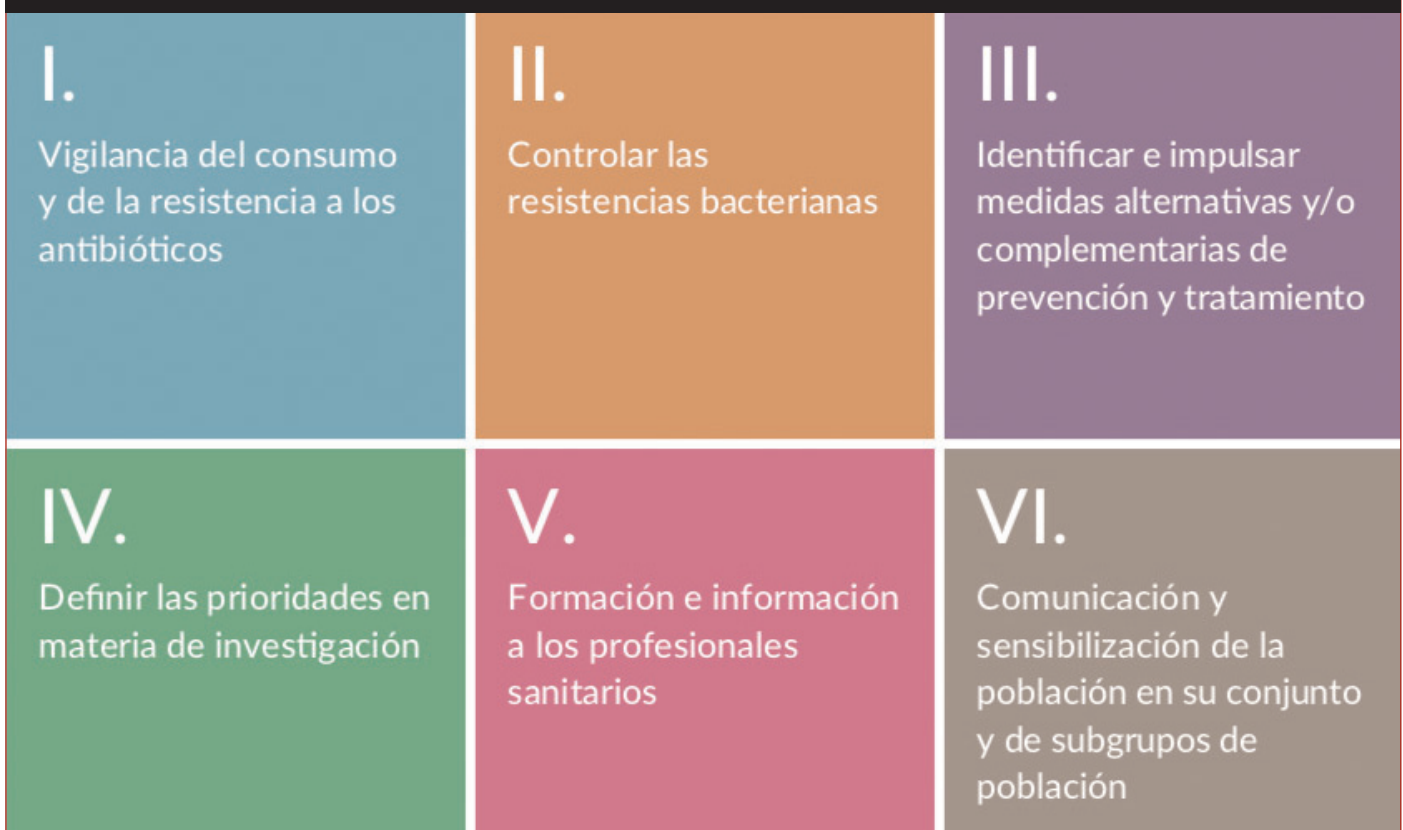 I.
Vigilancia del consumo
y de la resistencia a los
antibióticos
II.
Controlar las
resistencias bacterianas
III.
Identificar e impulsar
medidas alternativas y/o
complementarias de
prevención y tratamiento
IV.
Definir las prioridades en
materia de investigación
V.
Formación e información
a los profesionales
sanitarios
VI.
Comunicación y
sensibilización de la
población en su conjunto
y de subgrupos de
población